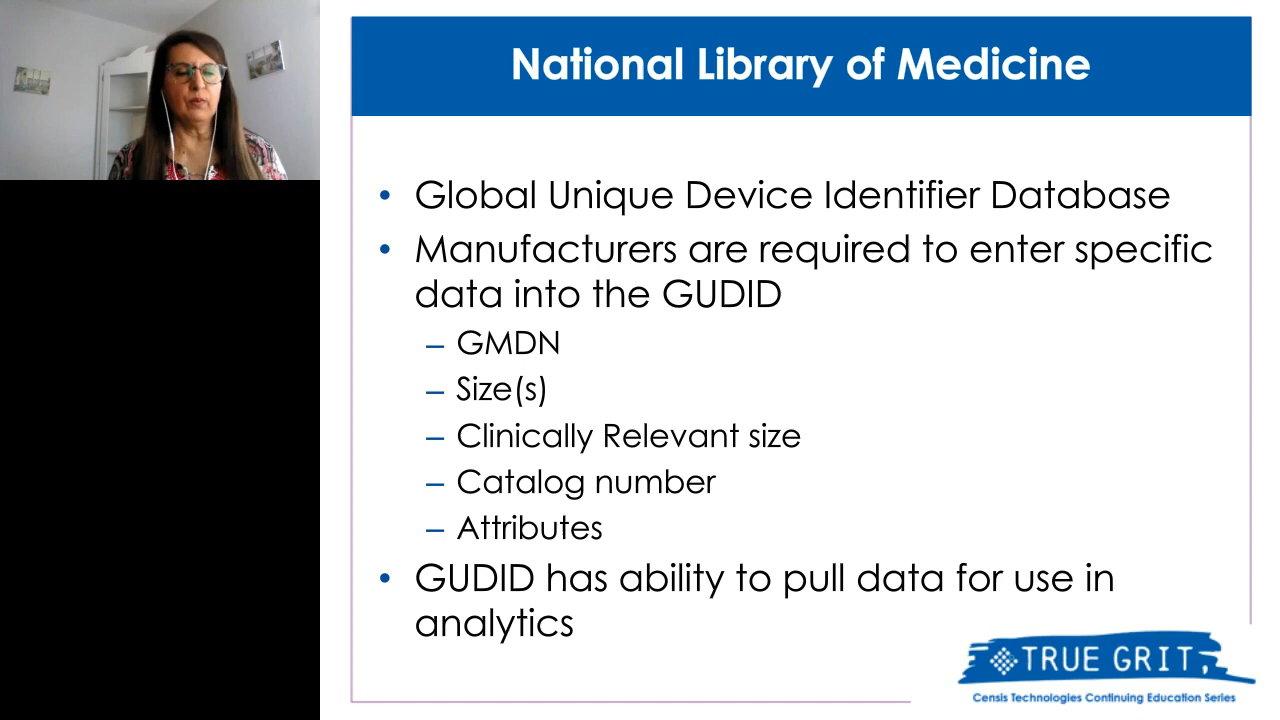 National Library of Medicine
• Global Unique Device Identifier Database
• Manufacturers are required to enter specific
data into the GUDID
– GMDN
– Size(s)
– Clinically Relevant size
– Catalog number
– Attributes
• GUDID has ability to pull data for use in
analytics
TRUE GRIT
Censis Technologies Continuing Education Series